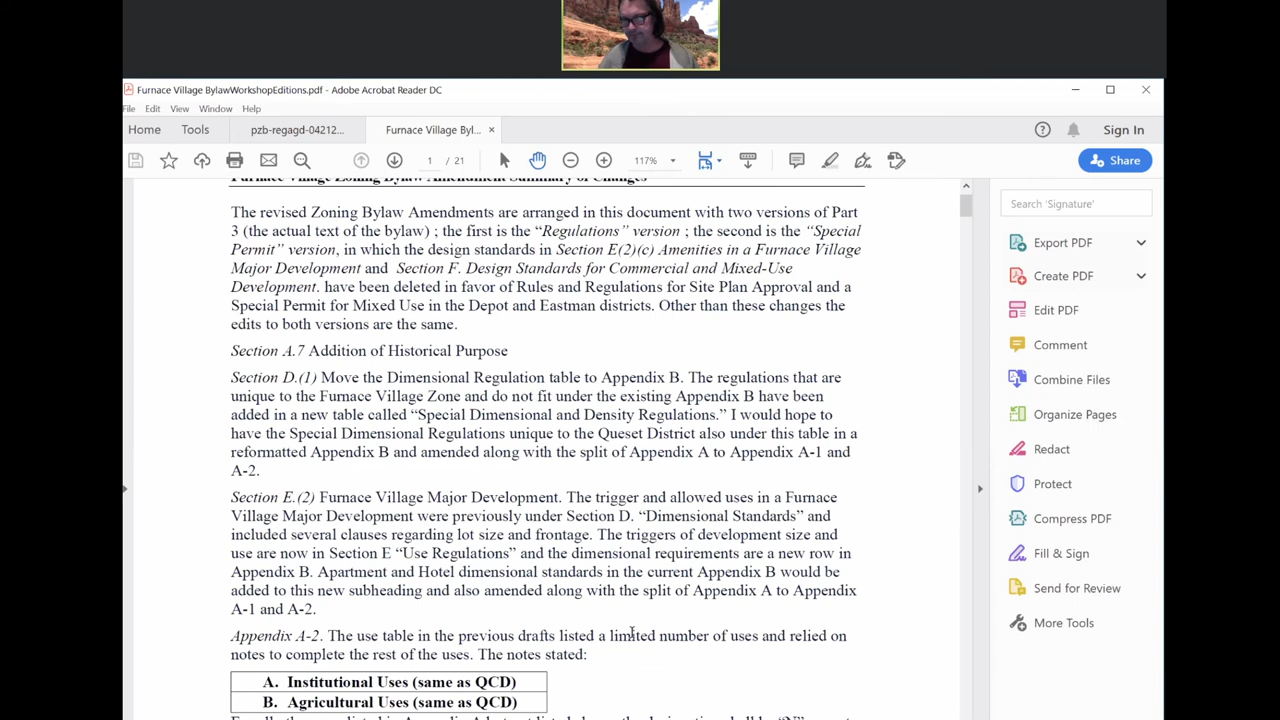 Furnace Village BylawWorkshopEditions.pdf - Adobe Acrobat Reader DC
File Edit View Window Help
Home Tools pzb-regagd-04212... Furnace Village Byl... ×
Sign In
1 / 21 117%
Share
Furnace Village Zoning Bylaw Amendment Summary of Changes
The revised Zoning Bylaw Amendments are arranged in this document with two versions of Part
3 (the actual text of the bylaw) ; the first is the “Regulations” version ; the second is the “Special
Permit” version, in which the design standards in Section E(2)(c) Amenities in a Furnace Village
Major Development and Section F. Design Standards for Commercial and Mixed-Use
Development. have been deleted in favor of Rules and Regulations for Site Plan Approval and a
Special Permit for Mixed Use in the Depot and Eastman districts. Other than these changes the
edits to both versions are the same.
Section A.7 Addition of Historical Purpose
Section D.(1) Move the Dimensional Regulation table to Appendix B. The regulations that are
unique to the Furnace Village Zone and do not fit under the existing Appendix B have been
added in a new table called “Special Dimensional and Density Regulations.” I would hope to
have the Special Dimensional Regulations unique to the Queset District also under this table in a
reformatted Appendix B and amended along with the split of Appendix A to Appendix A-1 and
A-2.
Section E.(2) Furnace Village Major Development. The trigger and allowed uses in a Furnace
Village Major Development were previously under Section D. “Dimensional Standards” and
included several clauses regarding lot size and frontage. The triggers of development size and
use are now in Section E “Use Regulations” and the dimensional requirements are a new row in
Appendix B. Apartment and Hotel dimensional standards in the current Appendix B would be
added to this new subheading and also amended along with the split of Appendix A to Appendix
A-1 and A-2.
Appendix A-2. The use table in the previous drafts listed a limited number of uses and relied on
notes to complete the rest of the uses. The notes stated:
A. Institutional Uses (same as QCD)
B. Agricultural Uses (same as QCD)
Search 'Signature'
Export PDF
Create PDF
Edit PDF
Comment
Combine Files
Organize Pages
Redact
Protect
Compress PDF
Fill & Sign
Send for Review
More Tools